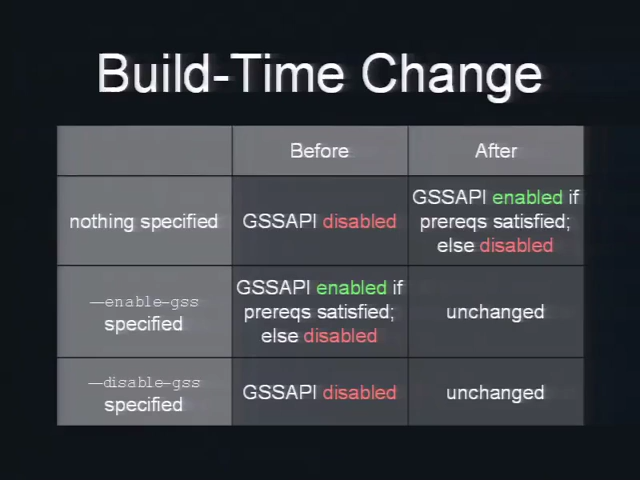 Build-Time Change
Before
After
nothing specified
GSSAPI disabled
GSSAPI enabled if
prereqs satisfied;
else disabled
—enable-gss
specified
GSSAPI enabled if
prereqs satisfied;
else disabled
unchanged
—disable-gss
specified
GSSAPI disabled
unchanged